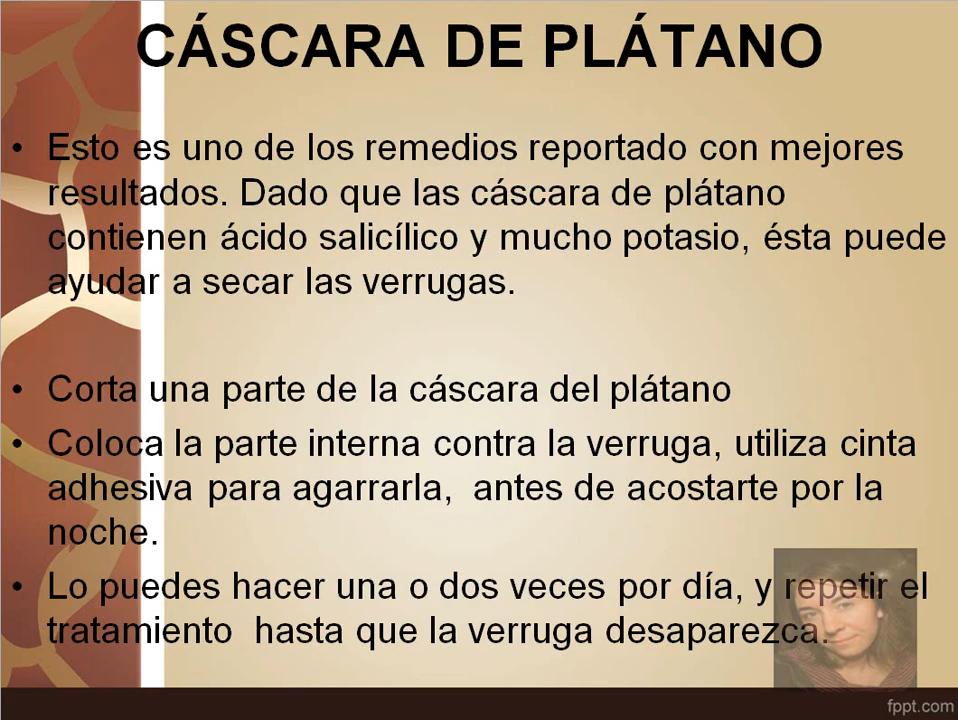 CÁSCARA DE PLÁTANO
• Esto es uno de los remedios reportado con mejores
resultados. Dado que las cáscara de plátano
contienen ácido salicílico y mucho potasio, ésta puede
ayudar a secar las verrugas.
• Corta una parte de la cáscara del plátano
• Coloca la parte interna contra la verruga, utiliza cinta
adhesiva para agarrarla, antes de acostarte por la
noche.
• Lo puedes hacer una o dos veces por día, y repetir el
tratamiento hasta que la verruga desaparezca.
fppt.com